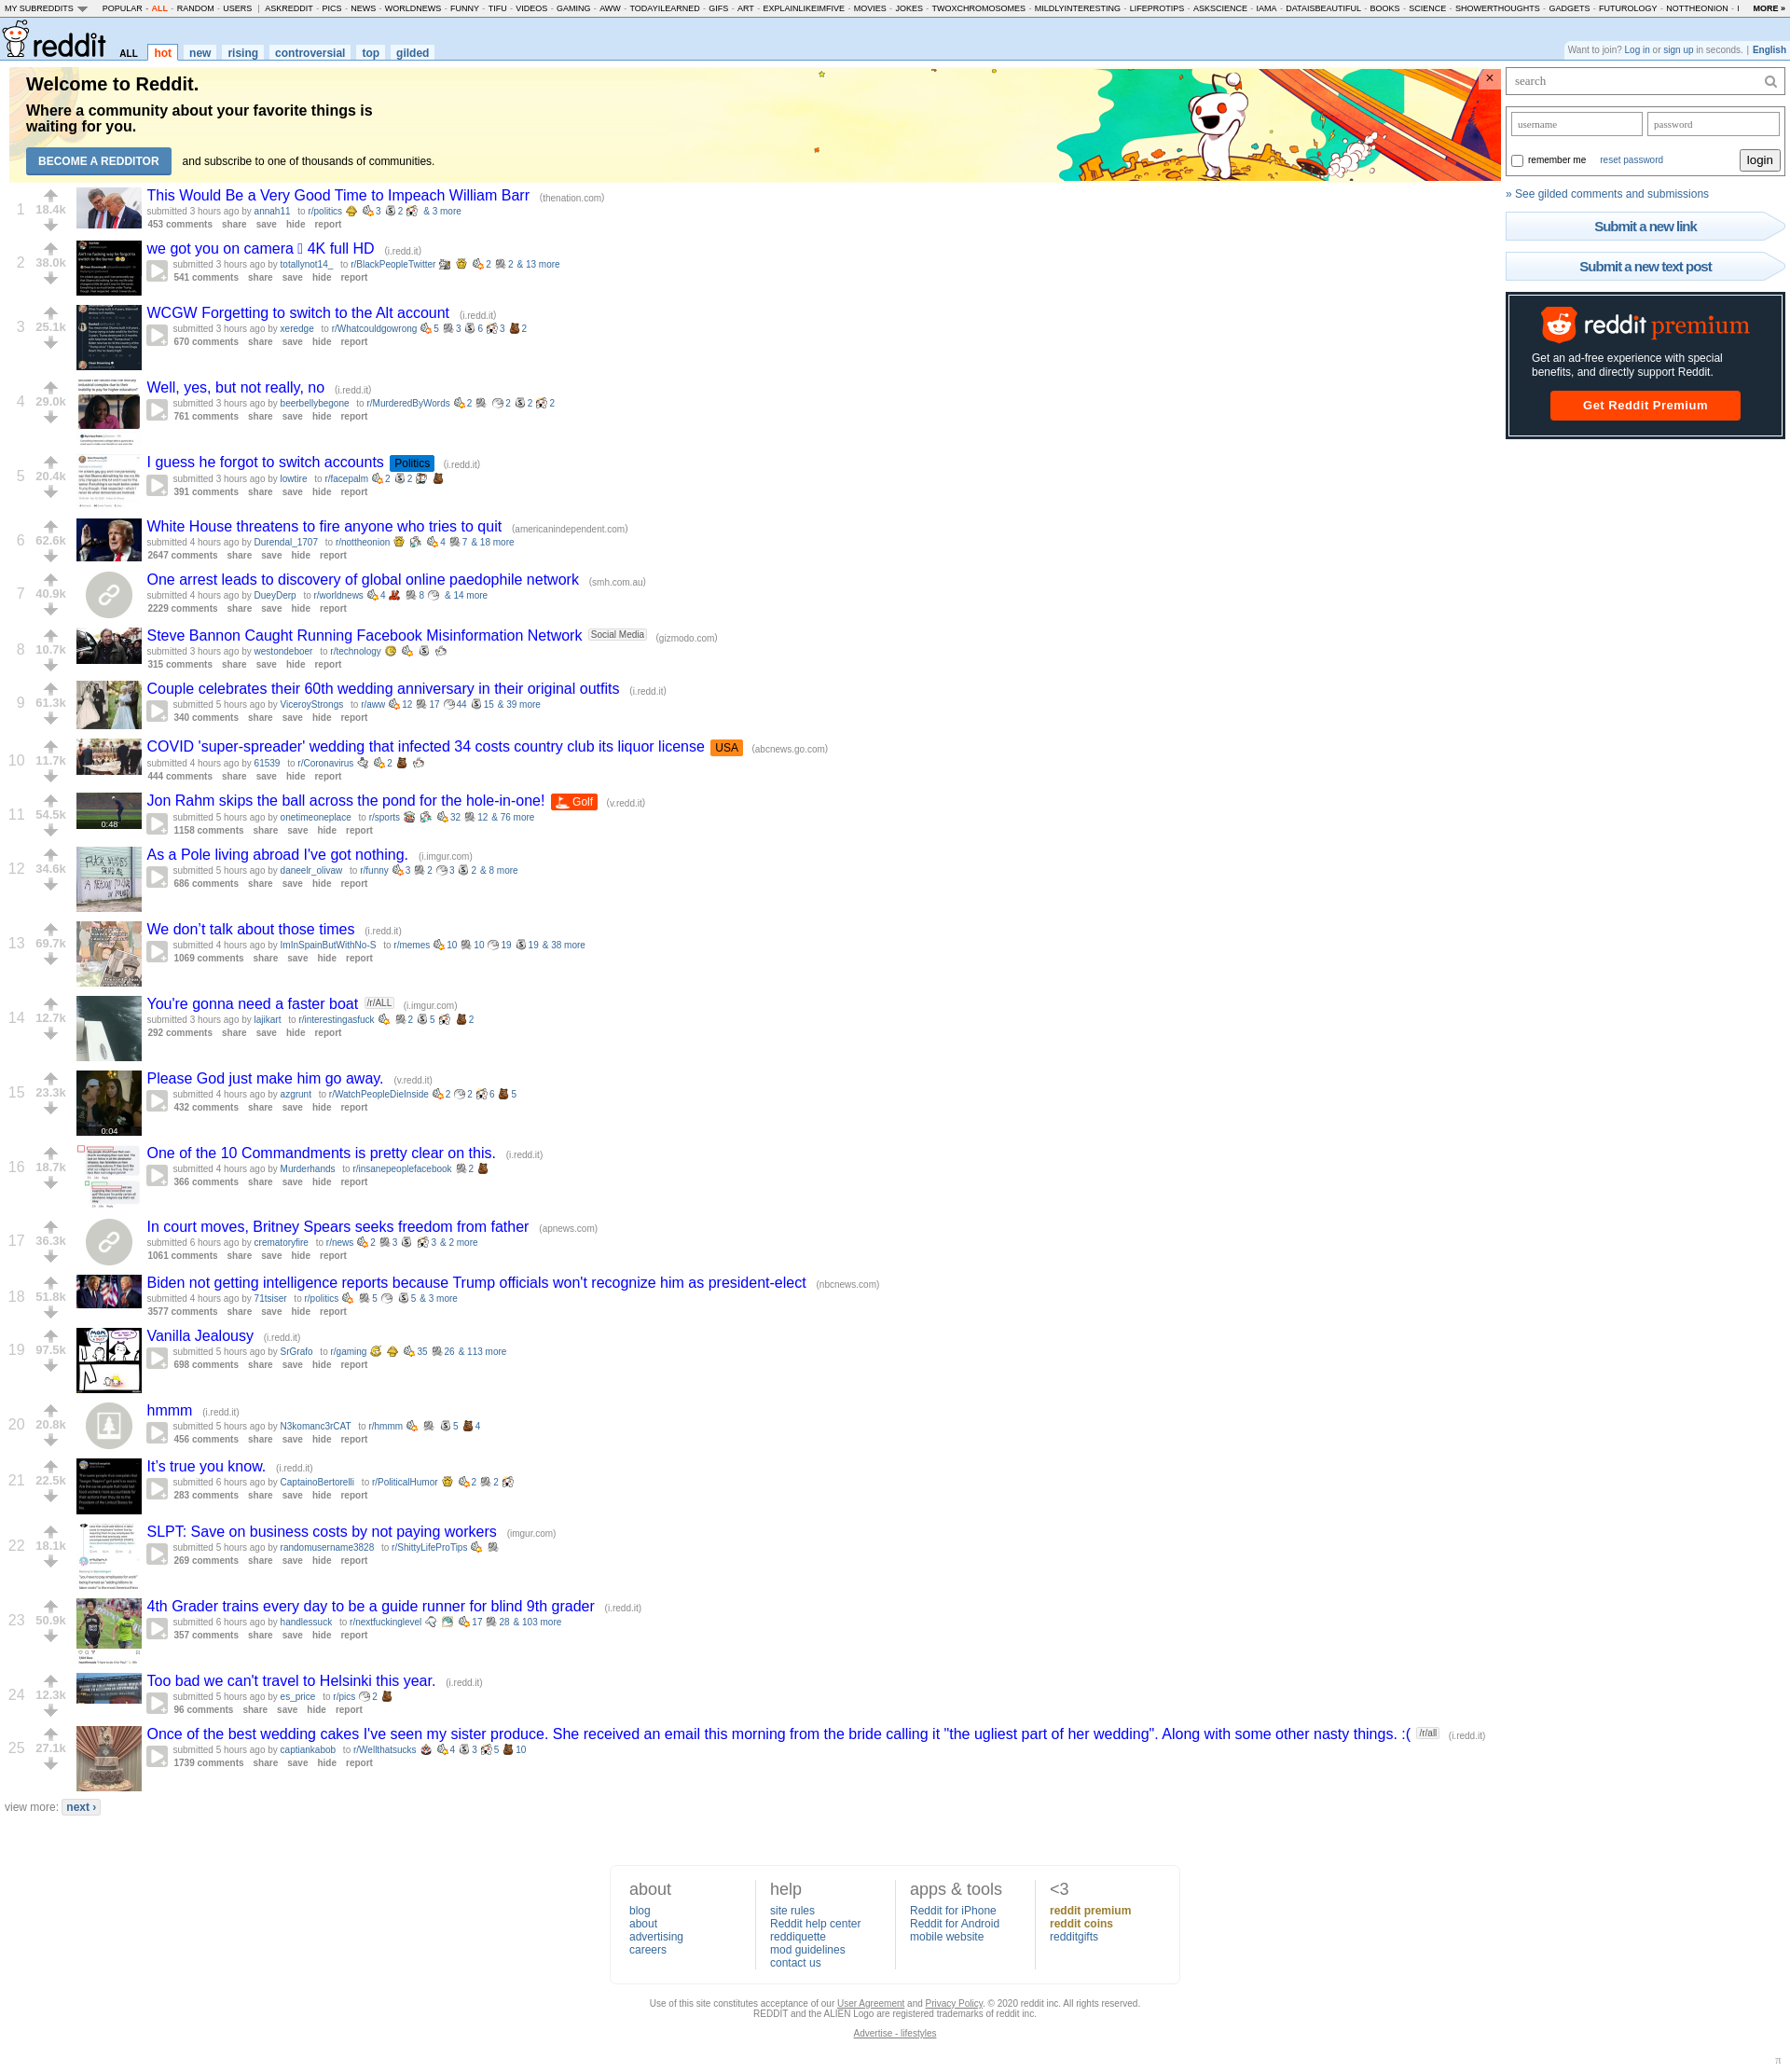 MY SUBREDDITS POPULAR - ALL - RANDOM - USERS | ASKREDDIT - PICS - NEWS - WORLDNEWS - FUNNY - TIFU - VIDEOS - GAMING - AWW - TODAYILEARNED - GIFS - ART - EXPLAINLIKEIMFIVE - MOVIES - JOKES - TWOXCHROMOSOMES - MILDLYINTERESTING - LIFEPROTIPS - ASKSCIENCE - IAMA - DATAISBEAUTIFUL - BOOKS - SCIENCE - SHOWERTHOUGHTS - GADGETS - FUTUROLOGY - NOTTHEONION - MORE »
reddit ALL hot new rising controversial top gilded
Want to join? Log in or sign up in seconds. | English
Welcome to Reddit.
Where a community about your favorite things is
waiting for you.
BECOME A REDDITOR and subscribe to one of thousands of communities.
search
username password
remember me reset password login
» See gilded comments and submissions
Submit a new link
Submit a new text post
reddit premium
Get an ad-free experience with special
benefits, and directly support Reddit.
Get Reddit Premium
1 18.4k This Would Be a Very Good Time to Impeach William Barr (thenation.com)
submitted 3 hours ago by annah11 to r/politics 3 2 & 3 more
453 comments share save hide report
2 38.0k we got you on camera 4K full HD (i.redd.it)
submitted 3 hours ago by totallynot14_ to r/BlackPeopleTwitter 2 2 & 13 more
541 comments share save hide report
3 25.1k WCGW Forgetting to switch to the Alt account (i.redd.it)
submitted 3 hours ago by xeredge to r/Whatcouldgowrong 5 3 6 3 2
670 comments share save hide report
4 29.0k Well, yes, but not really, no (i.redd.it)
submitted 3 hours ago by beerbellybegone to r/MurderedByWords 2 2 2 2
761 comments share save hide report
5 20.4k I guess he forgot to switch accounts Politics (i.redd.it)
submitted 3 hours ago by lowtire to r/facepalm 2 2
391 comments share save hide report
6 62.6k White House threatens to fire anyone who tries to quit (americanindependent.com)
submitted 4 hours ago by Durendal_1707 to r/nottheonion 4 7 & 18 more
2647 comments share save hide report
7 40.9k One arrest leads to discovery of global online paedophile network (smh.com.au)
submitted 4 hours ago by DueyDerp to r/worldnews 4 8 & 14 more
2229 comments share save hide report
8 10.7k Steve Bannon Caught Running Facebook Misinformation Network Social Media (gizmodo.com)
submitted 3 hours ago by westondeboer to r/technology
315 comments share save hide report
9 61.3k Couple celebrates their 60th wedding anniversary in their original outfits (i.redd.it)
submitted 5 hours ago by ViceroyStrongs to r/aww 12 17 44 15 & 39 more
340 comments share save hide report
10 11.7k COVID 'super-spreader' wedding that infected 34 costs country club its liquor license USA (abcnews.go.com)
submitted 4 hours ago by 61539 to r/Coronavirus 2
444 comments share save hide report
11 54.5k 0:48 Jon Rahm skips the ball across the pond for the hole-in-one! Golf (v.redd.it)
submitted 5 hours ago by onetimeoneplace to r/sports 32 12 & 76 more
1158 comments share save hide report
12 34.6k As a Pole living abroad I've got nothing. (i.imgur.com)
submitted 5 hours ago by daneelr_olivaw to r/funny 3 2 3 2 & 8 more
686 comments share save hide report
13 69.7k We don’t talk about those times (i.redd.it)
submitted 4 hours ago by ImInSpainButWithNo-S to r/memes 10 10 19 19 & 38 more
1069 comments share save hide report
14 12.7k You're gonna need a faster boat /r/ALL (i.imgur.com)
submitted 3 hours ago by lajikart to r/interestingasfuck 2 5 2
292 comments share save hide report
15 23.3k 0:04 Please God just make him go away. (v.redd.it)
submitted 4 hours ago by azgrunt to r/WatchPeopleDieInside 2 2 6 5
432 comments share save hide report
16 18.7k One of the 10 Commandments is pretty clear on this. (i.redd.it)
submitted 4 hours ago by Murderhands to r/insanepeoplefacebook 2
366 comments share save hide report
17 36.3k In court moves, Britney Spears seeks freedom from father (apnews.com)
submitted 6 hours ago by crematoryfire to r/news 2 3 3 & 2 more
1061 comments share save hide report
18 51.8k Biden not getting intelligence reports because Trump officials won't recognize him as president-elect (nbcnews.com)
submitted 4 hours ago by 71tsiser to r/politics 5 5 & 3 more
3577 comments share save hide report
19 97.5k Vanilla Jealousy (i.redd.it)
submitted 5 hours ago by SrGrafo to r/gaming 35 26 & 113 more
698 comments share save hide report
20 20.8k hmmm (i.redd.it)
submitted 5 hours ago by N3komanc3rCAT to r/hmmm 5 4
456 comments share save hide report
21 22.5k It’s true you know. (i.redd.it)
submitted 6 hours ago by CaptainoBertorelli to r/PoliticalHumor 2 2
283 comments share save hide report
22 18.1k SLPT: Save on business costs by not paying workers (imgur.com)
submitted 5 hours ago by randomusername3828 to r/ShittyLifeProTips
269 comments share save hide report
23 50.9k 4th Grader trains every day to be a guide runner for blind 9th grader (i.redd.it)
submitted 6 hours ago by handlessuck to r/nextfuckinglevel 17 28 & 103 more
357 comments share save hide report
24 12.3k Too bad we can't travel to Helsinki this year. (i.redd.it)
submitted 5 hours ago by es_price to r/pics 2
96 comments share save hide report
25 27.1k Once of the best wedding cakes I've seen my sister produce. She received an email this morning from the bride calling it "the ugliest part of her wedding". Along with some other nasty things. :( /r/all (i.redd.it)
submitted 5 hours ago by captiankabob to r/Wellthatsucks 4 3 5 10
1739 comments share save hide report
view more: next ›
about
blog
about
advertising
careers
help
site rules
Reddit help center
reddiquette
mod guidelines
contact us
apps & tools
Reddit for iPhone
Reddit for Android
mobile website
<3
reddit premium
reddit coins
redditgifts
Use of this site constitutes acceptance of our User Agreement and Privacy Policy. © 2020 reddit inc. All rights reserved.
REDDIT and the ALIEN Logo are registered trademarks of reddit inc.
Advertise - lifestyles
π